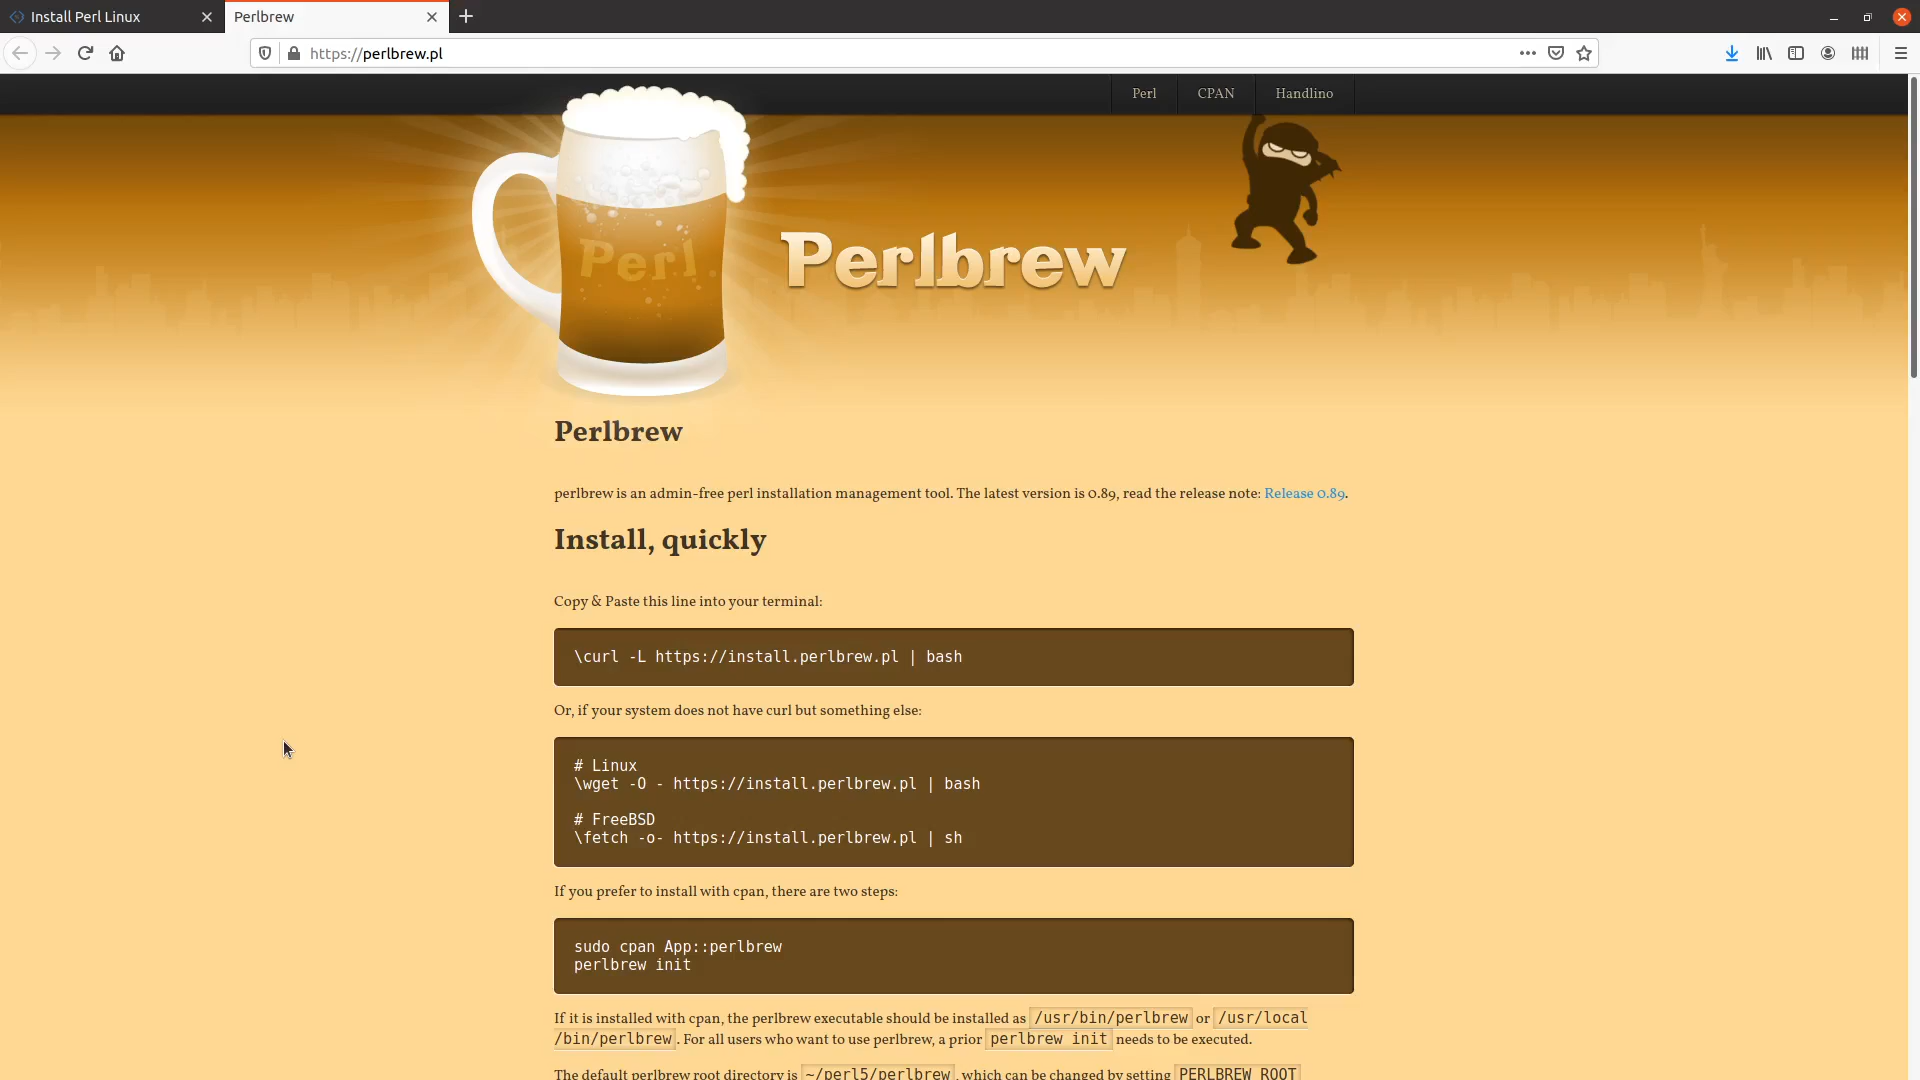 Install Perl Linux
Perlbrew
https://perlbrew.pl
Perl
CPAN
Handlino
Perl
Perlbrew
Perlbrew
perlbrew is an admin-free perl installation management tool. The latest version is 0.89, read the release note: Release 0.89.
Install, quickly
Copy & Paste this line into your terminal:
\curl -L https://install.perlbrew.pl | bash
Or, if your system does not have curl but something else:
# Linux
\wget -O - https://install.perlbrew.pl | bash
# FreeBSD
\fetch -o- https://install.perlbrew.pl | sh
If you prefer to install with cpan, there are two steps:
sudo cpan App::perlbrew
perlbrew init
If it is installed with cpan, the perlbrew executable should be installed as /usr/bin/perlbrew or /usr/local
/bin/perlbrew. For all users who want to use perlbrew, a prior perlbrew init needs to be executed.
The default perlbrew root directory is ~/perl5/perlbrew, which can be changed by setting PERLBREW_ROOT